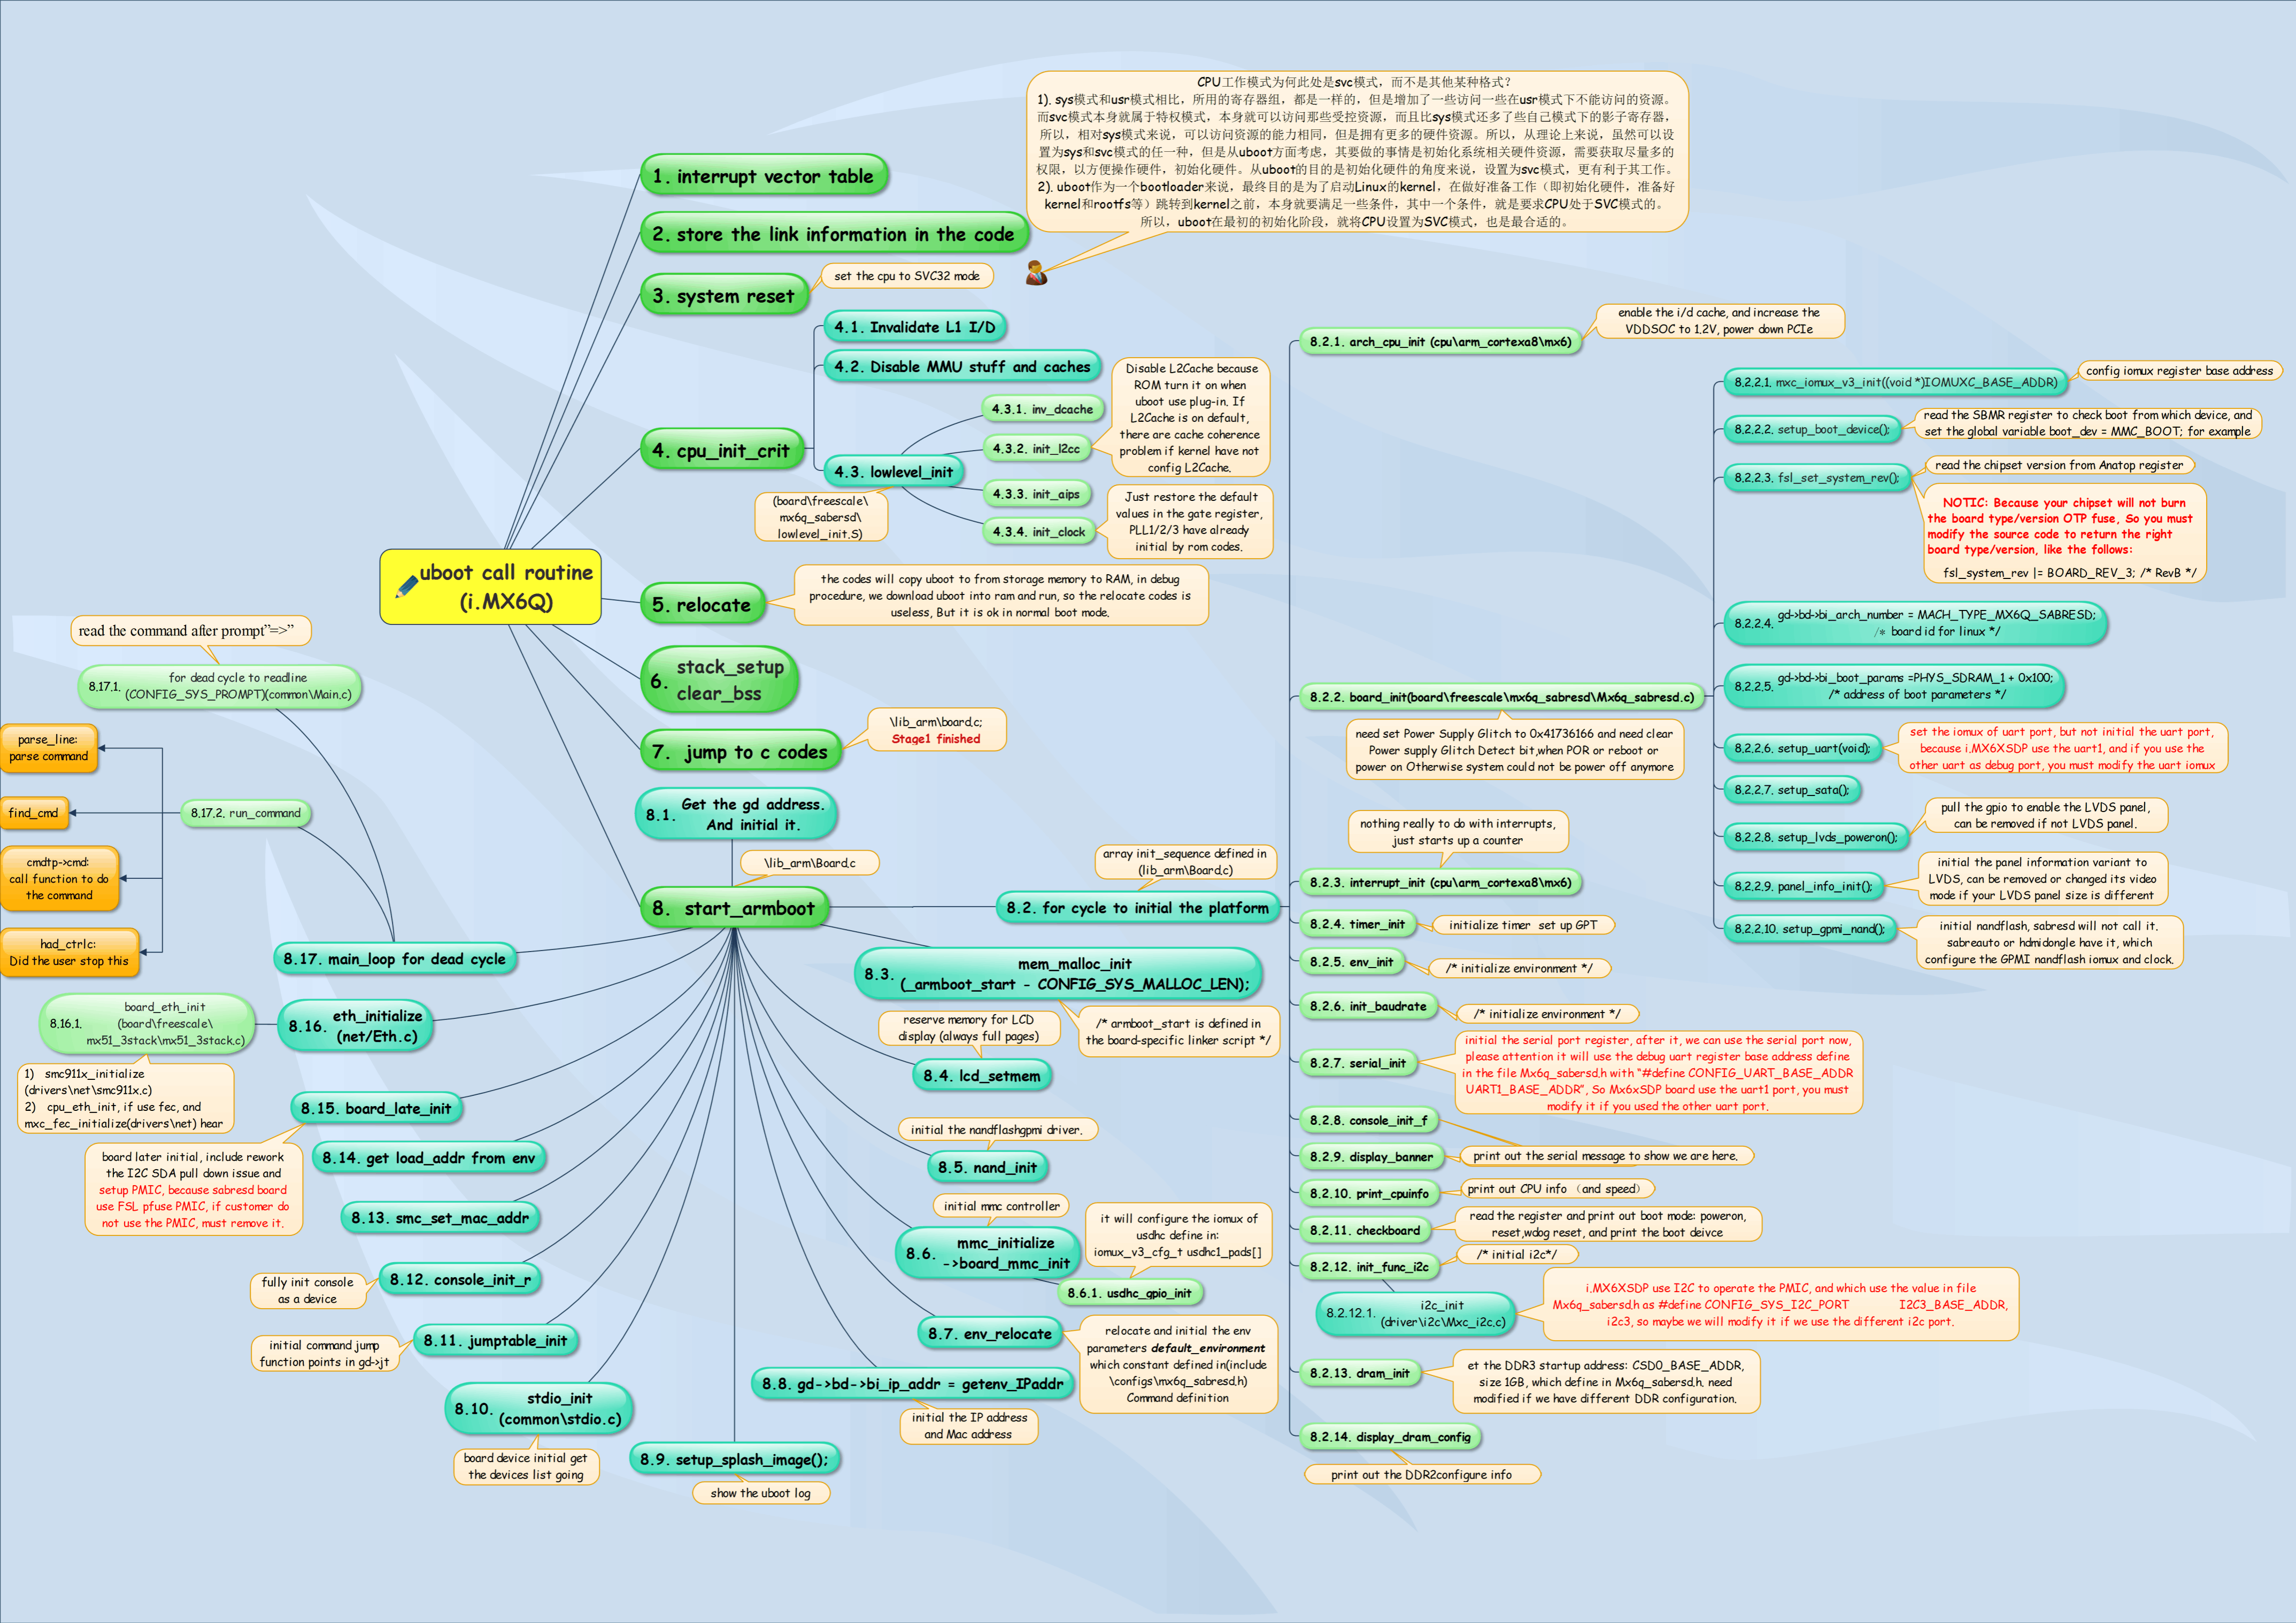 CPU工作模式为何此处是svc模式，而不是其他某种格式？
1). sys模式和usr模式相比，所用的寄存器组，都是一样的，但是增加了一些访问一些在usr模式下不能访问的资源。
而svc模式本身就属于特权模式，本身就可以访问那些受控资源，而且比sys模式还多了些自己模式下的影子寄存器，
所以，相对sys模式来说，可以访问资源的能力相同，但是拥有更多的硬件资源。所以，从理论上来说，虽然可以设
置为sys和svc模式的任一种，但是从uboot方面考虑，其要做的事情是初始化系统相关硬件资源，需要获取尽量多的
权限，以方便操作硬件，初始化硬件。从uboot的目的是初始化硬件的角度来说，设置为svc模式，更有利于其工作。
2). uboot作为一个bootloader来说，最终目的是为了启动Linux的kernel，在做好准备工作（即初始化硬件，准备好
kernel和rootfs等）跳转到kernel之前，本身就要满足一些条件，其中一个条件，就是要求CPU处于SVC模式的。
所以，uboot在最初的初始化阶段，就将CPU设置为SVC模式，也是最合适的。
uboot call routine
(i.MX6Q)
1. interrupt vector table
2. store the link information in the code
3. system reset
set the cpu to SVC32 mode
4. cpu_init_crit
4.1. Invalidate L1 I/D
4.2. Disable MMU stuff and caches
4.3. lowlevel_init
(board\freescale\
mx6q_sabersd\
lowlevel_init.S)
4.3.1. inv_dcache
4.3.2. init_l2cc
Disable L2Cache because
ROM turn it on when
uboot use plug-in. If
L2Cache is on default,
there are cache coherence
problem if kernel have not
config L2Cache.
4.3.3. init_aips
4.3.4. init_clock
Just restore the default
values in the gate register,
PLL1/2/3 have already
initial by rom codes.
5. relocate
the codes will copy uboot to from storage memory to RAM, in debug
procedure, we download uboot into ram and run, so the relocate codes is
useless, But it is ok in normal boot mode.
6. stack_setup
clear_bss
7. jump to c codes
\lib_arm\board.c;
Stage1 finished
8. start_armboot
\lib_arm\Board.c
8.1. Get the gd address.
And initial it.
8.2. for cycle to initial the platform
array init_sequence defined in
(lib_arm\Board.c)
8.2.1. arch_cpu_init (cpu\arm_cortexa8\mx6)
enable the i/d cache, and increase the
VDDSOC to 1.2V, power down PCIe
8.2.2. board_init(board\freescale\mx6q_sabresd\Mx6q_sabresd.c)
need set Power Supply Glitch to 0x41736166 and need clear
Power supply Glitch Detect bit,when POR or reboot or
power on Otherwise system could not be power off anymore
8.2.2.1. mxc_iomux_v3_init((void *)IOMUXC_BASE_ADDR)
config iomux register base address
8.2.2.2. setup_boot_device();
read the SBMR register to check boot from which device, and
set the global variable boot_dev = MMC_BOOT; for example
8.2.2.3. fsl_set_system_rev();
read the chipset version from Anatop register
NOTIC: Because your chipset will not burn
the board type/version OTP fuse, So you must
modify the source code to return the right
board type/version, like the follows:
fsl_system_rev |= BOARD_REV_3; /* RevB */
8.2.2.4. gd->bd->bi_arch_number = MACH_TYPE_MX6Q_SABRESD;
/* board id for linux */
8.2.2.5. gd->bd->bi_boot_params =PHYS_SDRAM_1 + 0x100;
/* address of boot parameters */
8.2.2.6. setup_uart(void);
set the iomux of uart port, but not initial the uart port,
because i.MX6XSDP use the uart1, and if you use the
other uart as debug port, you must modify the uart iomux
8.2.2.7. setup_sata();
8.2.2.8. setup_lvds_poweron();
pull the gpio to enable the LVDS panel,
can be removed if not LVDS panel.
8.2.2.9. panel_info_init();
initial the panel information variant to
LVDS, can be removed or changed its video
mode if your LVDS panel size is different
8.2.2.10. setup_gpmi_nand();
initial nandflash, sabresd will not call it.
sabreauto or hdmidongle have it, which
configure the GPMI nandflash iomux and clock.
8.2.3. interrupt_init (cpu\arm_cortexa8\mx6)
nothing really to do with interrupts,
just starts up a counter
8.2.4. timer_init
initialize timer set up GPT
8.2.5. env_init
/* initialize environment */
8.2.6. init_baudrate
/* initialize environment */
8.2.7. serial_init
initial the serial port register, after it, we can use the serial port now,
please attention it will use the debug uart register base address define
in the file Mx6q_sabersd.h with "#define CONFIG_UART_BASE_ADDR
UART1_BASE_ADDR", So Mx6xSDP board use the uart1 port, you must
modify it if you used the other uart port.
8.2.8. console_init_f
8.2.9. display_banner
print out the serial message to show we are here.
8.2.10. print_cpuinfo
print out CPU info （and speed）
8.2.11. checkboard
read the register and print out boot mode: poweron,
reset,wdog reset, and print the boot deivce
8.2.12. init_func_i2c
/* initial i2c*/
8.2.12.1. i2c_init
(driver\i2c\Mxc_i2c.c)
i.MX6XSDP use I2C to operate the PMIC, and which use the value in file
Mx6q_sabersd.h as #define CONFIG_SYS_I2C_PORT I2C3_BASE_ADDR,
i2c3, so maybe we will modify it if we use the different i2c port.
8.2.13. dram_init
et the DDR3 startup address: CSD0_BASE_ADDR,
size 1GB, which define in Mx6q_sabersd.h. need
modified if we have different DDR configuration.
8.2.14. display_dram_config
print out the DDR2configure info
8.3. mem_malloc_init
(_armboot_start - CONFIG_SYS_MALLOC_LEN);
/* armboot_start is defined in
the board-specific linker script */
8.4. lcd_setmem
reserve memory for LCD
display (always full pages)
8.5. nand_init
initial the nandflashgpmi driver.
8.6. mmc_initialize
->board_mmc_init
initial mmc controller
8.6.1. usdhc_gpio_init
it will configure the iomux of
usdhc define in:
iomux_v3_cfg_t usdhc1_pads[]
8.7. env_relocate
relocate and initial the env
parameters default_environment
which constant defined in(include
\configs\mx6q_sabresd.h)
Command definition
8.8. gd->bd->bi_ip_addr = getenv_IPaddr
initial the IP address
and Mac address
8.9. setup_splash_image();
show the uboot log
8.10. stdio_init
(common\stdio.c)
board device initial get
the devices list going
8.11. jumptable_init
initial command jump
function points in gd->jt
8.12. console_init_r
fully init console
as a device
8.13. smc_set_mac_addr
8.14. get load_addr from env
8.15. board_late_init
board later initial, include rework
the I2C SDA pull down issue and
setup PMIC, because sabresd board
use FSL pfuse PMIC, if customer do
not use the PMIC, must remove it.
8.16. eth_initialize
(net/Eth.c)
8.16.1. board_eth_init
(board\freescale\
mx51_3stack\mx51_3stack.c)
1) smc911x_initialize
(drivers\net\smc911x.c)
2) cpu_eth_init, if use fec, and
mxc_fec_initialize(drivers\net) hear
8.17. main_loop for dead cycle
8.17.1. for dead cycle to readline
(CONFIG_SYS_PROMPT)(common\Main.c)
read the command after prompt”=>”
8.17.2. run_command
parse_line:
parse command
find_cmd
cmdtp->cmd:
call function to do
the command
had_ctrlc:
Did the user stop this